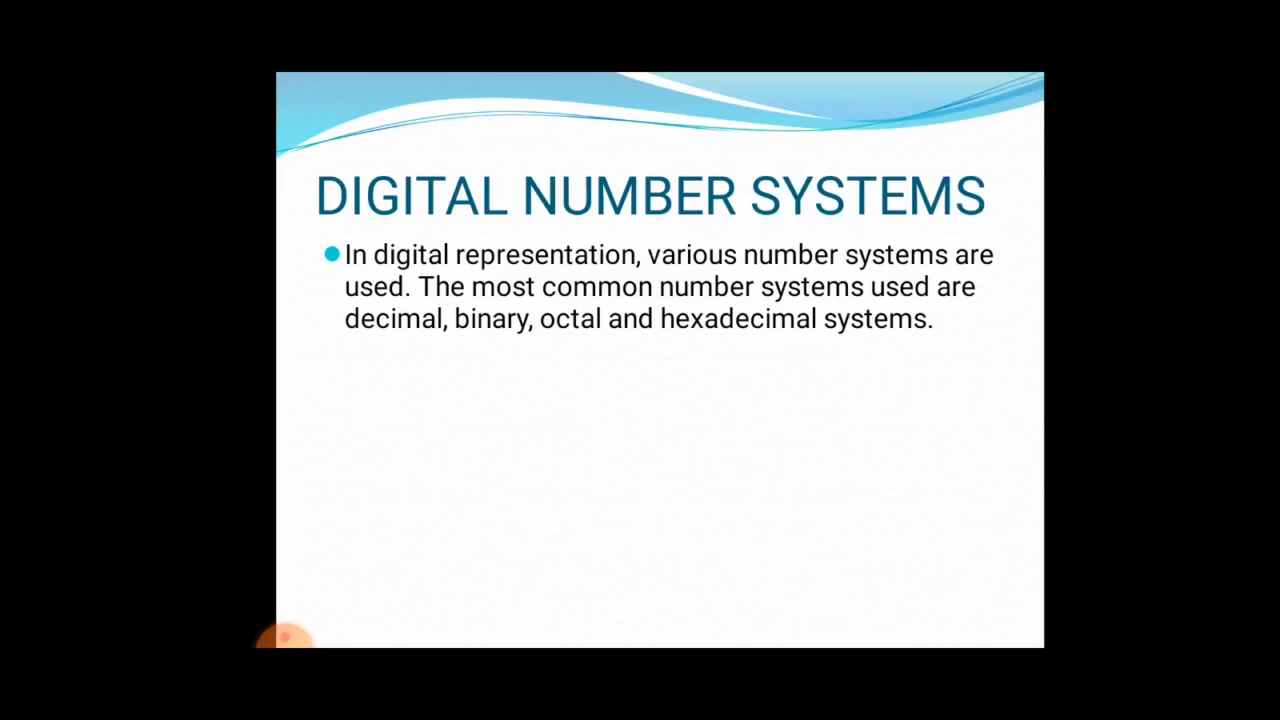 DIGITAL NUMBER SYSTEMS
In digital representation, various number systems are
used. The most common number systems used are
decimal, binary, octal and hexadecimal systems.